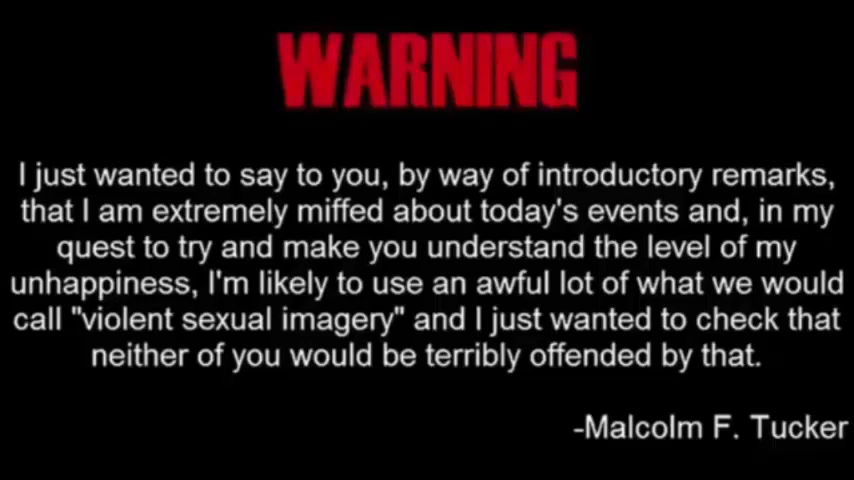 WARNING
I just wanted to say to you, by way of introductory remarks,
that I am extremely miffed about today's events and, in my
quest to try and make you understand the level of my
unhappiness, I'm likely to use an awful lot of what we would
call "violent sexual imagery" and I just wanted to check that
neither of you would be terribly offended by that.
-Malcolm F. Tucker